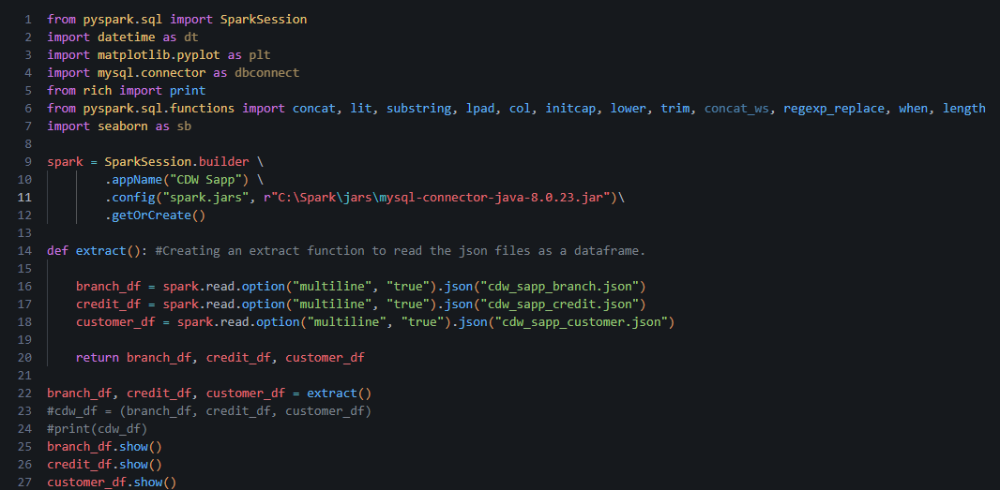 1 from pyspark.sql import SparkSession
2 import datetime as dt
3 import matplotlib.pyplot as plt
4 import mysql.connector as dbconnect
5 from rich import print
6 from pyspark.sql.functions import concat, lit, substring, lpad, col, initcap, lower, trim, concat_ws, regexp_replace, when, length
7 import seaborn as sb
8
9 spark = SparkSession.builder \
10         .appName("CDW Sapp") \
11         .config("spark.jars", r"C:\Spark\jars\mysql-connector-java-8.0.23.jar")\
12         .getOrCreate()
13
14 def extract(): #Creating an extract function to read the json files as a dataframe.
15
16     branch_df = spark.read.option("multiline", "true").json("cdw_sapp_branch.json")
17     credit_df = spark.read.option("multiline", "true").json("cdw_sapp_credit.json")
18     customer_df = spark.read.option("multiline", "true").json("cdw_sapp_customer.json")
19
20     return branch_df, credit_df, customer_df
21
22 branch_df, credit_df, customer_df = extract()
23 #cdw_df = (branch_df, credit_df, customer_df)
24 #print(cdw_df)
25 branch_df.show()
26 credit_df.show()
27 customer_df.show()